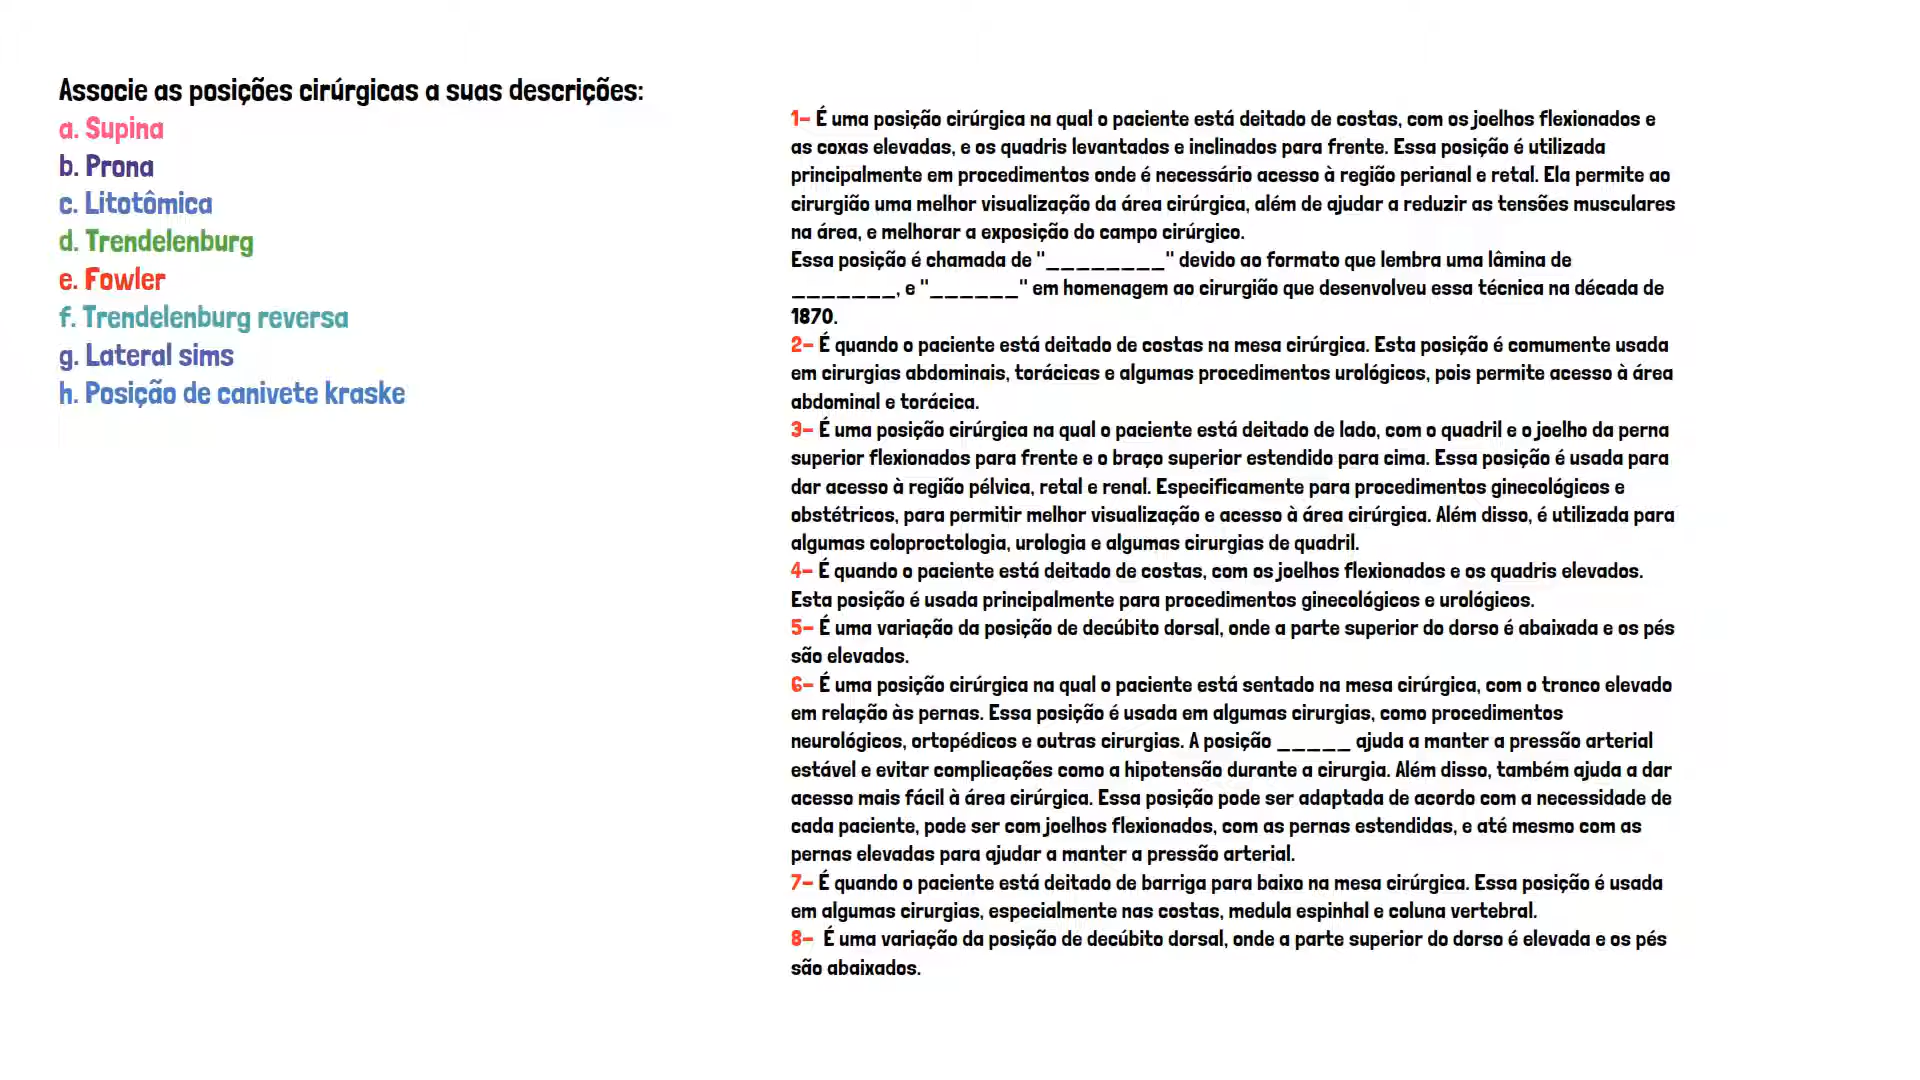 Associe as posições cirúrgicas a suas descrições:
a. Supina
b. Prona
c. Litotômica
d. Trendelenburg
e. Fowler
f. Trendelenburg reversa
g. Lateral sims
h. Posição de canivete kraske
1- É uma posição cirúrgica na qual o paciente está deitado de costas, com os joelhos flexionados e
as coxas elevadas, e os quadris levantados e inclinados para frente. Essa posição é utilizada
principalmente em procedimentos onde é necessário acesso à região perianal e retal. Ela permite ao
cirurgião uma melhor visualização da área cirúrgica, além de ajudar a reduzir as tensões musculares
na área, e melhorar a exposição do campo cirúrgico.
Essa posição é chamada de "________" devido ao formato que lembra uma lâmina de
_______, e "______" em homenagem ao cirurgião que desenvolveu essa técnica na década de
1870.
2- É quando o paciente está deitado de costas na mesa cirúrgica. Esta posição é comumente usada
em cirurgias abdominais, torácicas e algumas procedimentos urológicos, pois permite acesso à área
abdominal e torácica.
3- É uma posição cirúrgica na qual o paciente está deitado de lado, com o quadril e o joelho da perna
superior flexionados para frente e o braço superior estendido para cima. Essa posição é usada para
dar acesso à região pélvica, retal e renal. Especificamente para procedimentos ginecológicos e
obstétricos, para permitir melhor visualização e acesso à área cirúrgica. Além disso, é utilizada para
algumas coloproctologia, urologia e algumas cirurgias de quadril.
4- É quando o paciente está deitado de costas, com os joelhos flexionados e os quadris elevados.
Esta posição é usada principalmente para procedimentos ginecológicos e urológicos.
5- É uma variação da posição de decúbito dorsal, onde a parte superior do dorso é abaixada e os pés
são elevados.
6- É uma posição cirúrgica na qual o paciente está sentado na mesa cirúrgica, com o tronco elevado
em relação às pernas. Essa posição é usada em algumas cirurgias, como procedimentos
neurológicos, ortopédicos e outras cirurgias. A posição _____ ajuda a manter a pressão arterial
estável e evitar complicações como a hipotensão durante a cirurgia. Além disso, também ajuda a dar
acesso mais fácil à área cirúrgica. Essa posição pode ser adaptada de acordo com a necessidade de
cada paciente, pode ser com joelhos flexionados, com as pernas estendidas, e até mesmo com as
pernas elevadas para ajudar a manter a pressão arterial.
7- É quando o paciente está deitado de barriga para baixo na mesa cirúrgica. Essa posição é usada
em algumas cirurgias, especialmente nas costas, medula espinhal e coluna vertebral.
8- É uma variação da posição de decúbito dorsal, onde a parte superior do dorso é elevada e os pés
são abaixados.